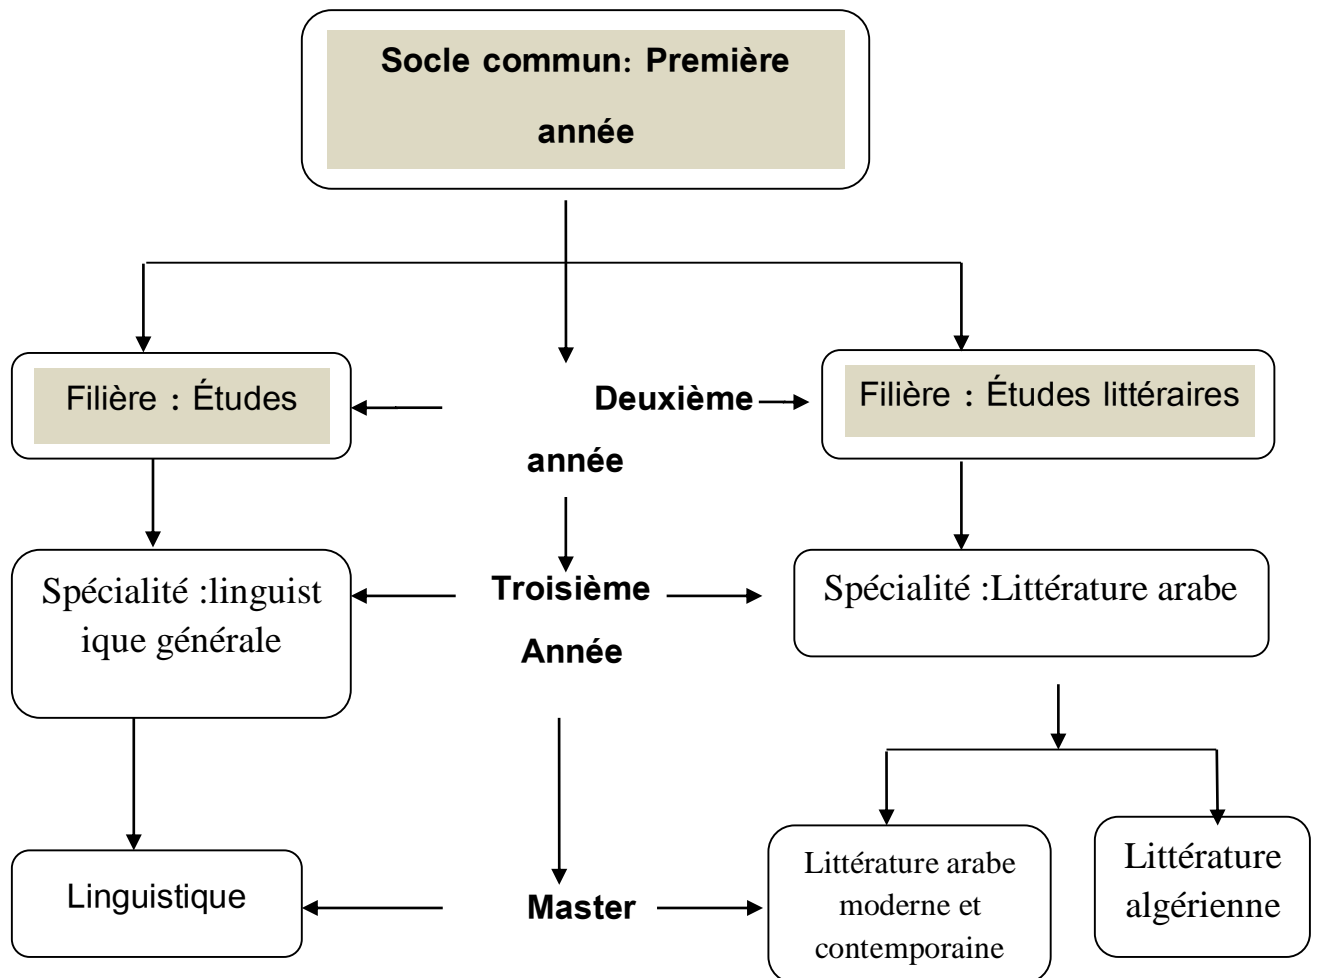 Socle commun: Première
année
Filière : Études
Deuxième
année
Filière : Études littéraires
Spécialité :linguist
ique générale
Troisième
Année
Spécialité :Littérature arabe
Linguistique
Master
Littérature arabe
moderne et
contemporaine
Littérature
algérienne